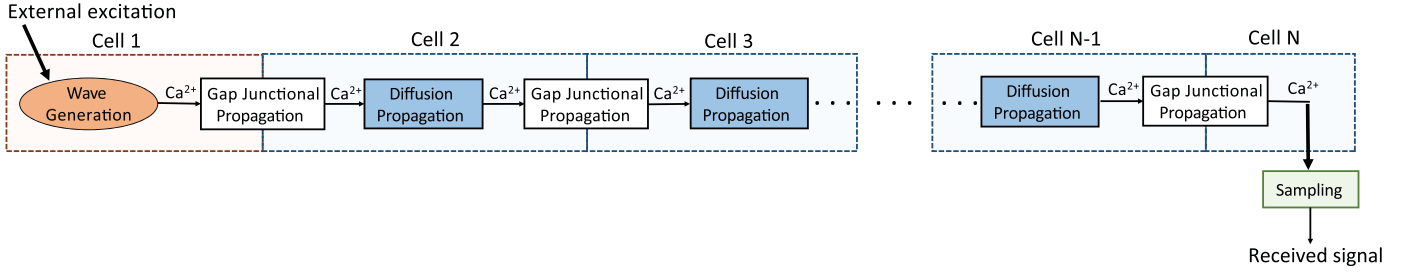 External excitation
Cell 1
Cell 2
Cell 3
Cell N-1
Cell N
Wave
Generation
Ca²⁺
Gap Junctional
Propagation
Ca²⁺
Diffusion
Propagation
Ca²⁺
Gap Junctional
Propagation
Ca²⁺
Diffusion
Propagation
. . . . . . . . .
Diffusion
Propagation
Ca²⁺
Gap Junctional
Propagation
Ca²⁺
Sampling
Received signal